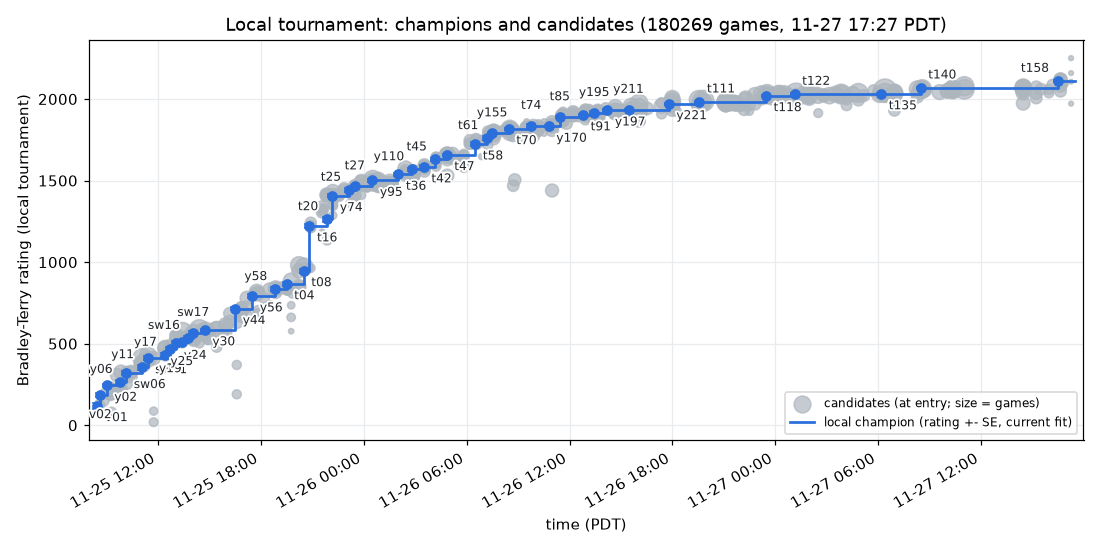 Local tournament: champions and candidates (180269 games, 11-27 17:27 PDT)
Bradley-Terry rating (local tournament)
2000
1500
1000
500
0
y06
y02
y11
y02
y17
sw06
sw16
y25
sw17
y30
y44
y58
y56
t04
t08
t20
t16
t25
y74
t27
y95
y110
t36
t45
t42
t47
t61
t58
y155
t70
t74
y170
t85
t91
y195
y197
y211
y221
t111
t118
t122
t135
t140
t158
candidates (at entry; size = games)
local champion (rating +- SE, current fit)
11-25 12:00
11-25 18:00
11-26 00:00
11-26 06:00
11-26 12:00
11-26 18:00
11-27 00:00
11-27 06:00
11-27 12:00
time (PDT)